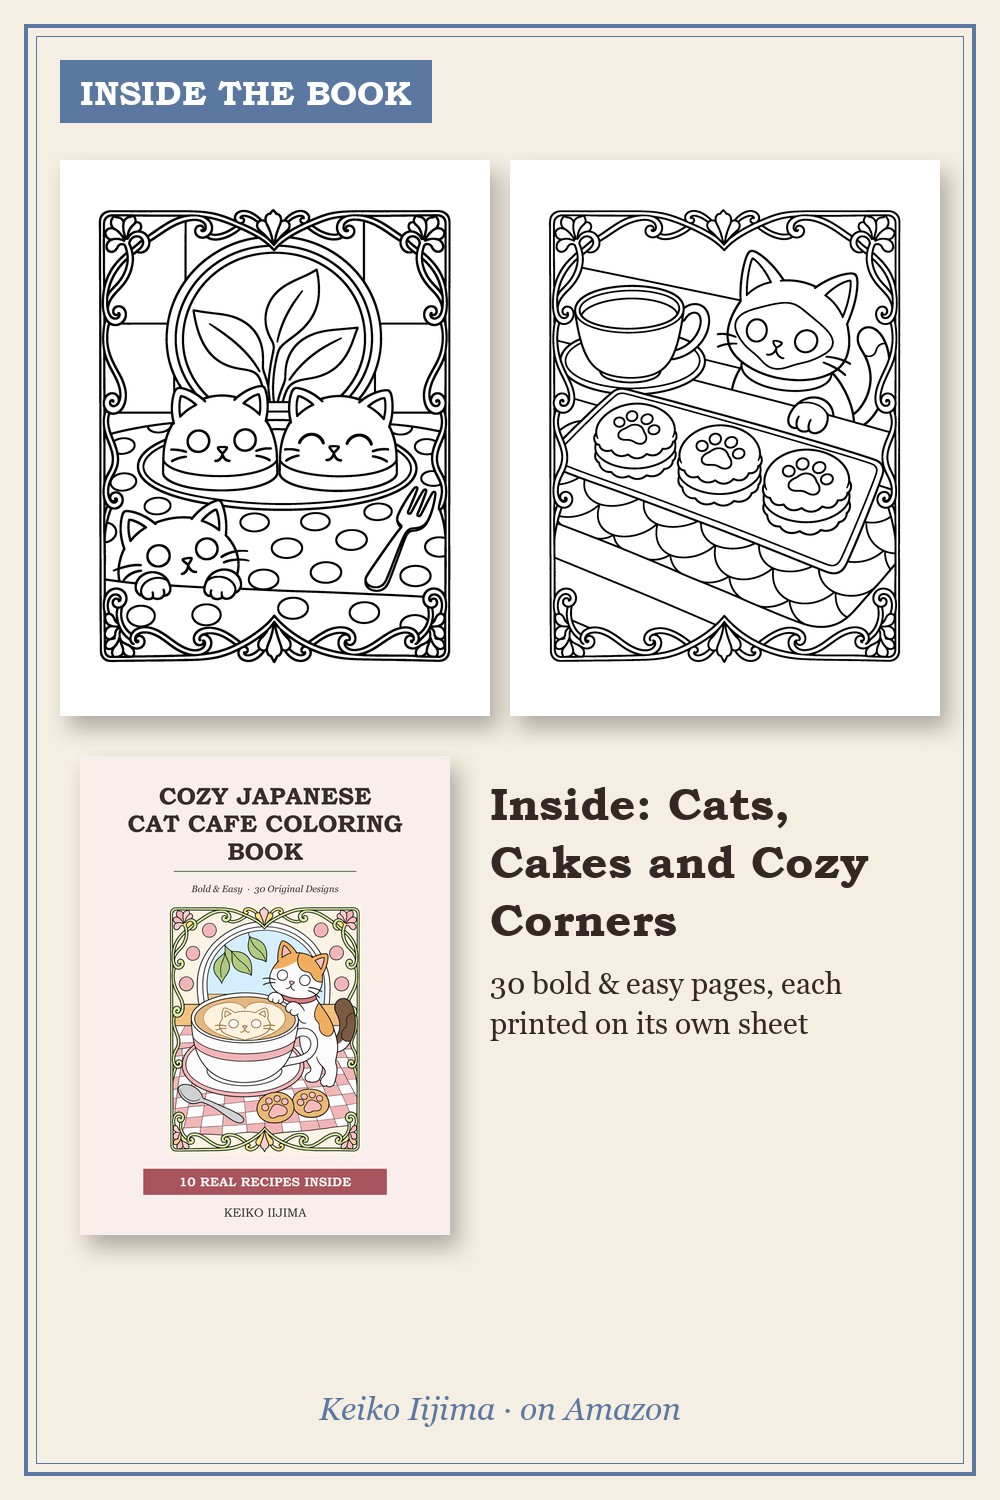 INSIDE THE BOOK
COZY JAPANESE
CAT CAFE COLORING
BOOK
Bold & Easy · 30 Original Designs
10 REAL RECIPES INSIDE
KEIKO IIJIMA
Inside: Cats,
Cakes and Cozy
Corners
30 bold & easy pages, each
printed on its own sheet
Keiko Iijima · on Amazon